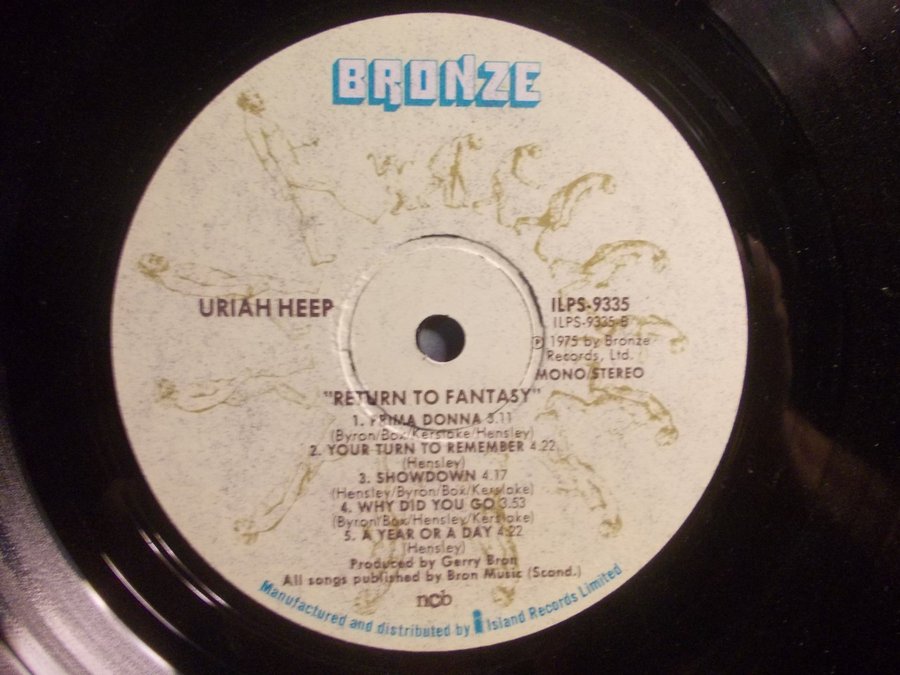 BRONZE
URIAH HEEP
ILPS-9335
ILPS-9335-B
℗ 1975 by Bronze
Records, Ltd.
MONO/STEREO
"RETURN TO FANTASY"
1. PRIMA DONNA 3.11
(Byron/Box/Kerslake/Hensley)
2. YOUR TURN TO REMEMBER 4.22
(Hensley)
3. SHOWDOWN 4.17
(Hensley/Byron/Box/Kerslake)
4. WHY DID YOU GO 3.53
(Byron/Box/Hensley/Kerslake)
5. A YEAR OR A DAY 4.22
(Hensley)
Produced by Gerry Bron
All songs published by Bron Music (Scand.)
ncb
Manufactured and distributed by i Island Records Limited